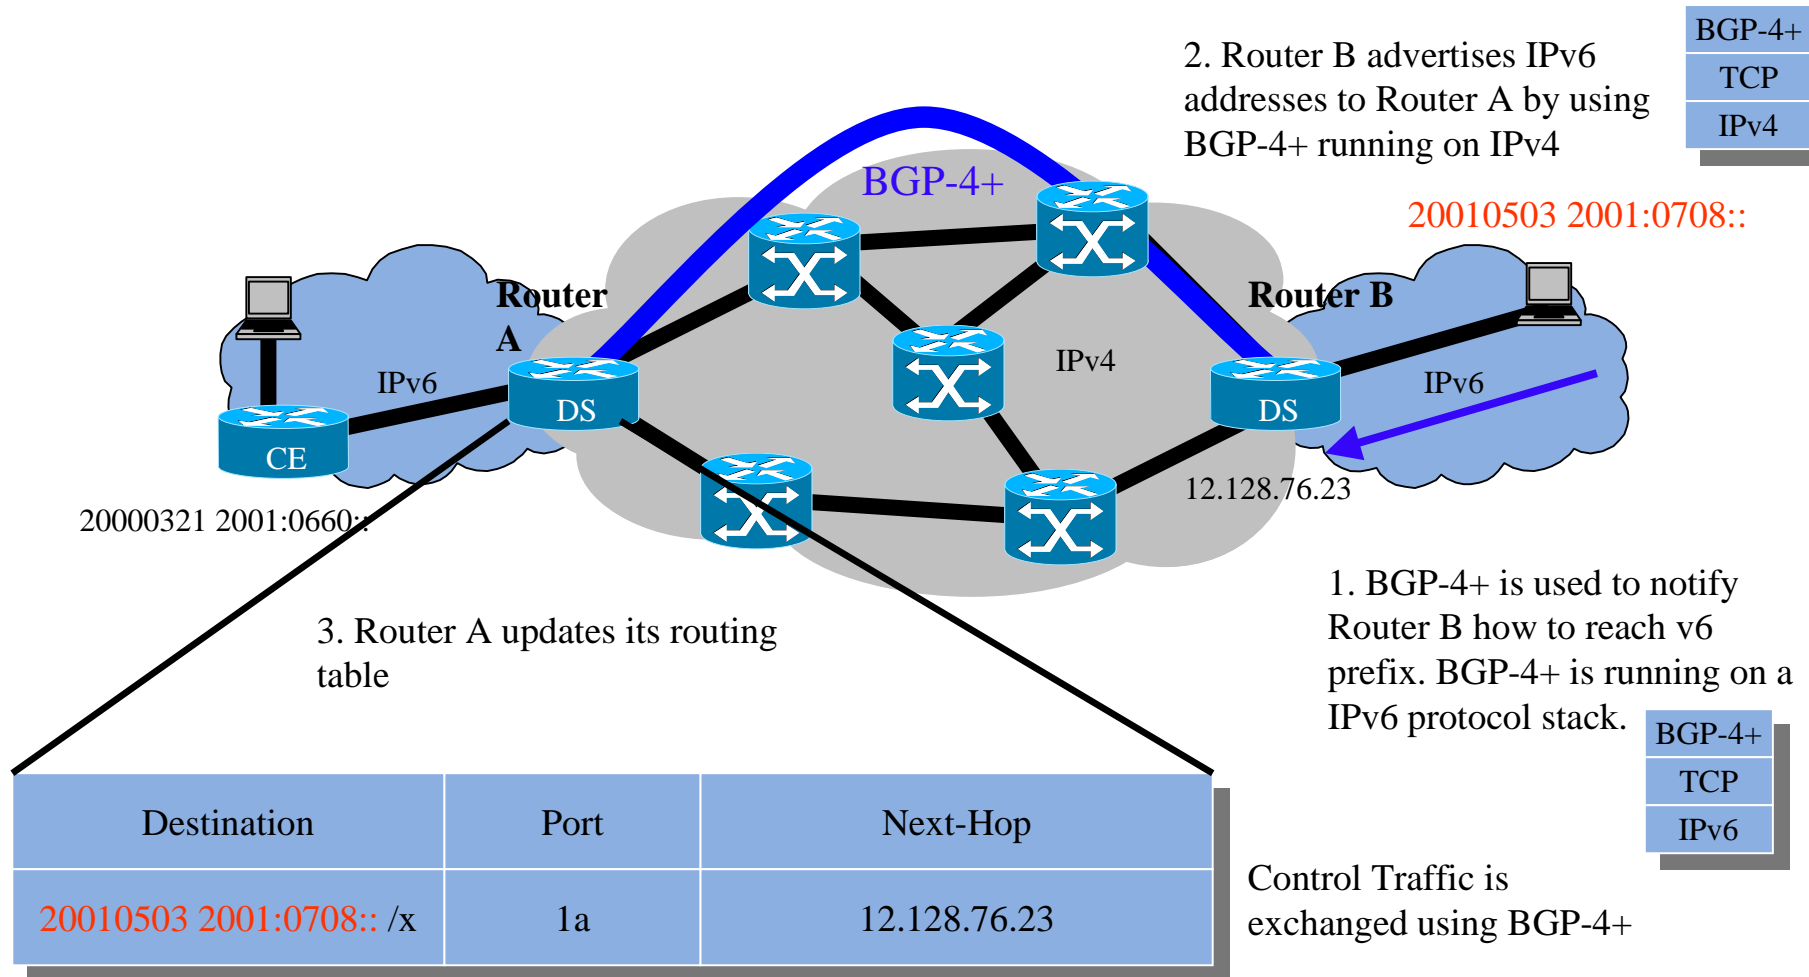 2. Router B advertises IPv6
addresses to Router A by using
BGP-4+ running on IPv4
BGP-4+
TCP
IPv4
BGP-4+
20010503 2001:0708::
Router
A
Router B
IPv6
IPv4
IPv6
DS
DS
CE
12.128.76.23
20000321 2001:0660::
1. BGP-4+ is used to notify
Router B how to reach v6
prefix. BGP-4+ is running on a
IPv6 protocol stack.
BGP-4+
TCP
IPv6
3. Router A updates its routing
table
Destination Port Next-Hop
20010503 2001:0708:: /x 1a 12.128.76.23
Control Traffic is
exchanged using BGP-4+